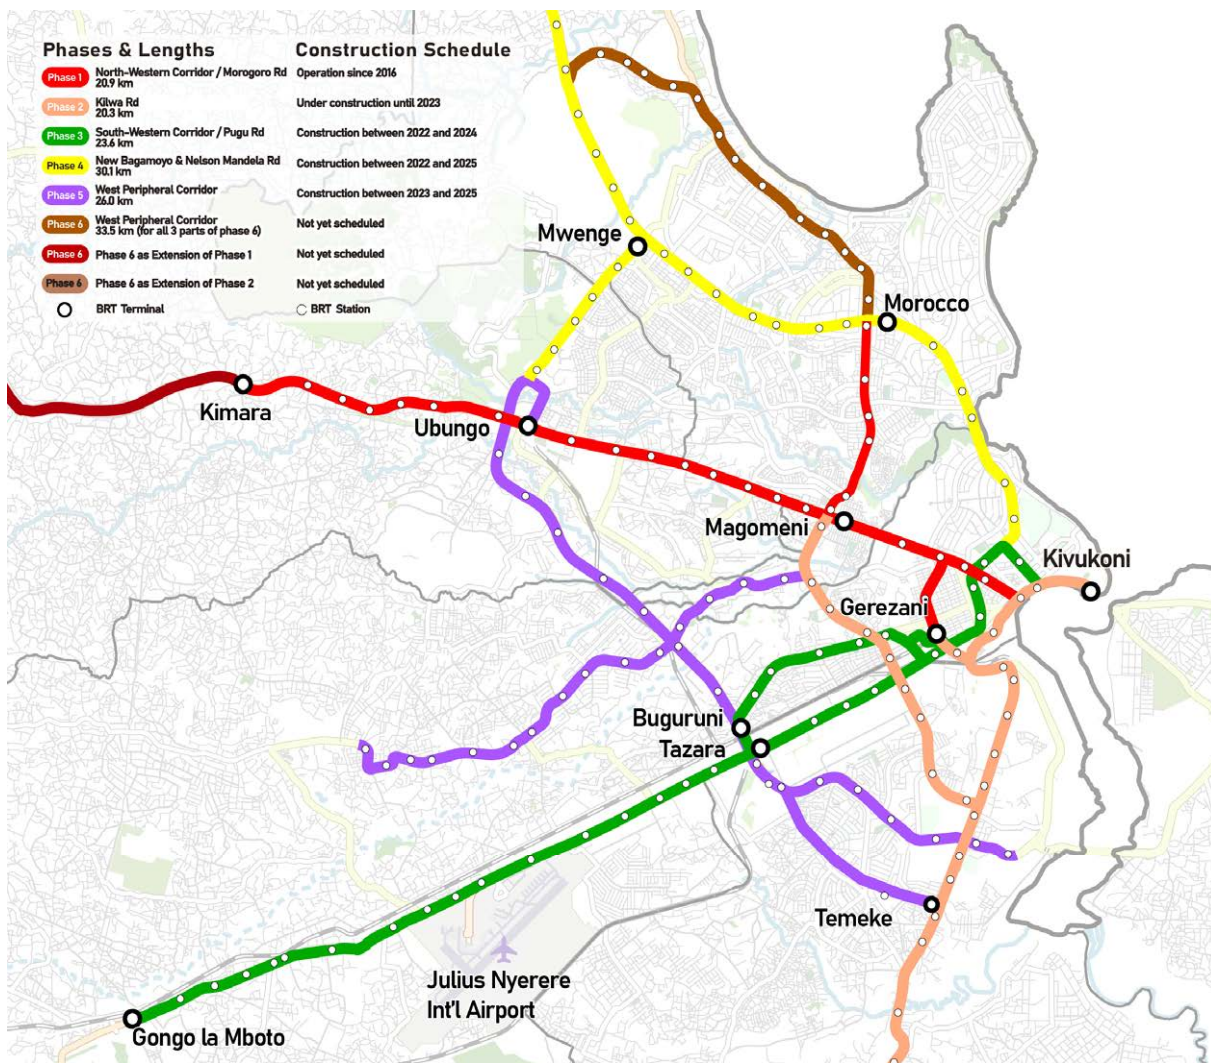 Phases & Lengths Construction Schedule
Phase 1 North-Western Corridor / Morogoro Rd Operation since 2016
20.9 km
Phase 2 Kilwa Rd Under construction until 2023
20.3 km
Phase 3 South-Western Corridor / Pugu Rd Construction between 2022 and 2024
23.6 km
Phase 4 New Bagamoyo & Nelson Mandela Rd Construction between 2022 and 2025
30.1 km
Phase 5 West Peripheral Corridor Construction between 2023 and 2025
26.0 km
Phase 6 West Peripheral Corridor Not yet scheduled
33.5 km (for all 3 parts of phase 6)
Phase 6 Phase 6 as Extension of Phase 1 Not yet scheduled
Phase 6 Phase 6 as Extension of Phase 2 Not yet scheduled
BRT Terminal BRT Station
Mwenge
Morocco
Kimara
Ubungo
Magomeni
Kivukoni
Gerezani
Buguruni
Tazara
Temeke
Julius Nyerere
Int'l Airport
Gongo la Mboto